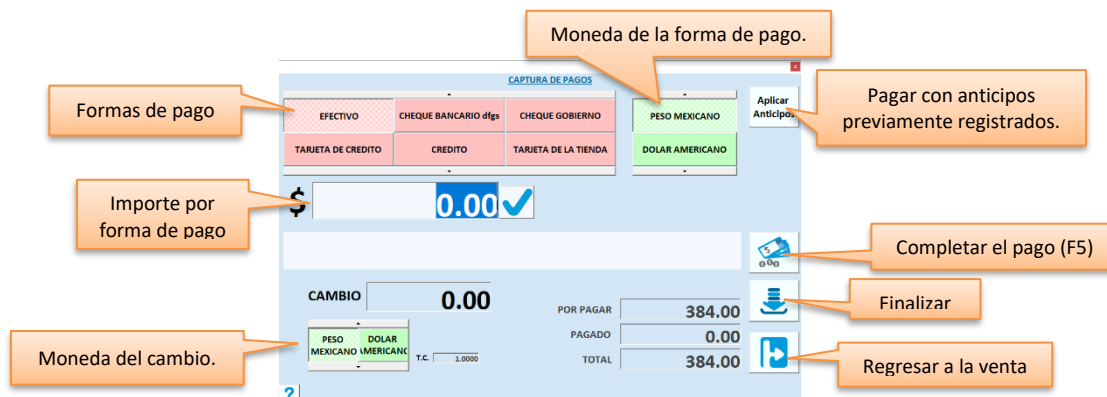 Moneda de la forma de pago.
x
CAPTURA DE PAGOS
Formas de pago
EFECTIVO
CHEQUE BANCARIO dfgs
CHEQUE GOBIERNO
PESO MEXICANO
Aplicar
Anticipos
Pagar con anticipos
previamente registrados.
TARJETA DE CREDITO
CREDITO
TARJETA DE LA TIENDA
DOLAR AMERICANO
Importe por
forma de pago
$ 0.00
Completar el pago (F5)
CAMBIO 0.00
POR PAGAR 384.00
Finalizar
PAGADO 0.00
Moneda del cambio.
PESO
MEXICANO
DOLAR
AMERICANO
T.C. 1.0000
TOTAL 384.00
Regresar a la venta
?